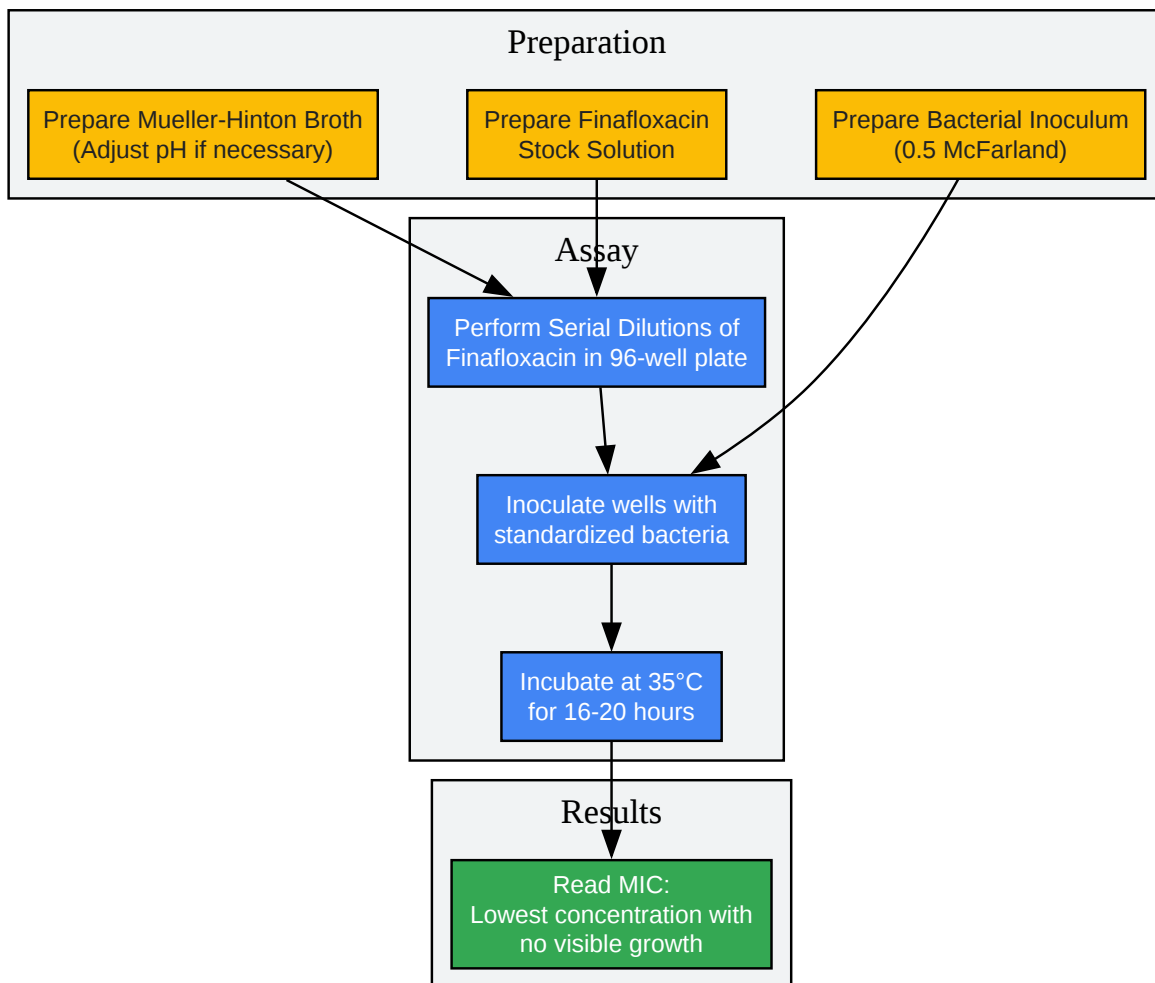 Preparation
Prepare Mueller-Hinton Broth
(Adjust pH if necessary)
Prepare Finafloxacin
Stock Solution
Prepare Bacterial Inoculum
(0.5 McFarland)
Assay
Perform Serial Dilutions of
Finafloxacin in 96-well plate
Inoculate wells with
standardized bacteria
Incubate at 35°C
for 16-20 hours
Results
Read MIC:
Lowest concentration with
no visible growth